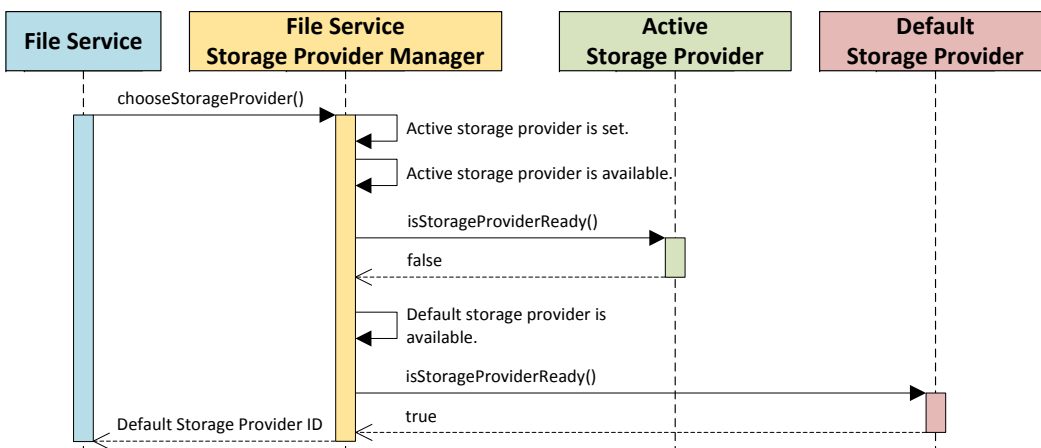 File Service
File Service
Storage Provider Manager
Active
Storage Provider
Default
Storage Provider
chooseStorageProvider()
Active storage provider is set.
Active storage provider is available.
isStorageProviderReady()
false
Default storage provider is
available.
isStorageProviderReady()
true
Default Storage Provider ID